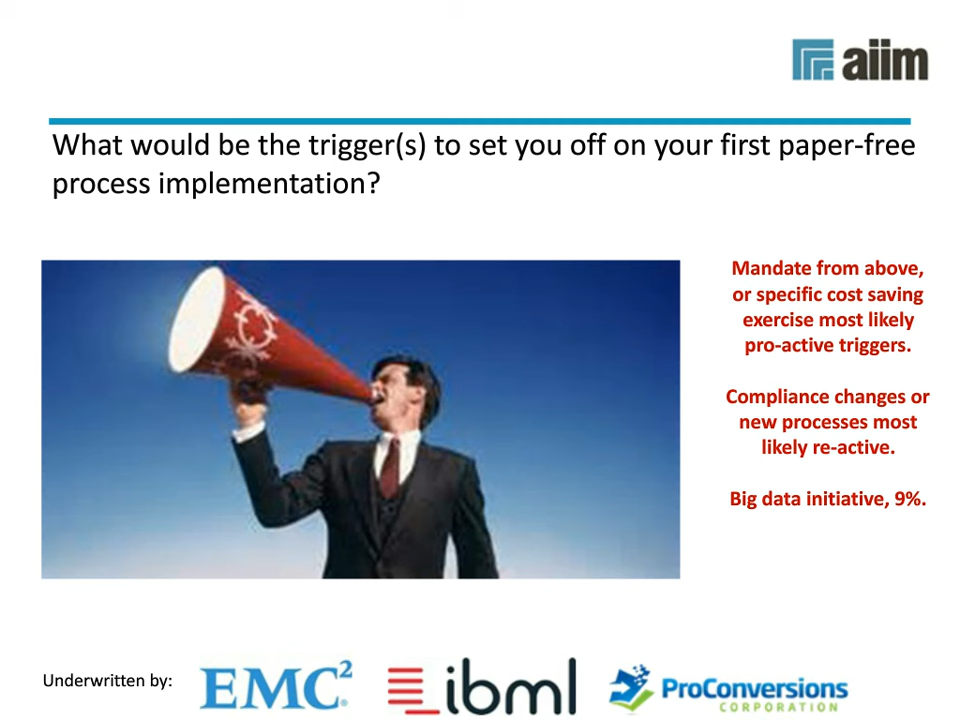 aiim
What would be the trigger(s) to set you off on your first paper-free
process implementation?
Mandate from above,
or specific cost saving
exercise most likely
pro-active triggers.
Compliance changes or
new processes most
likely re-active.
Big data initiative, 9%.
Underwritten by:
EMC²
ibml
ProConversions
CORPORATION